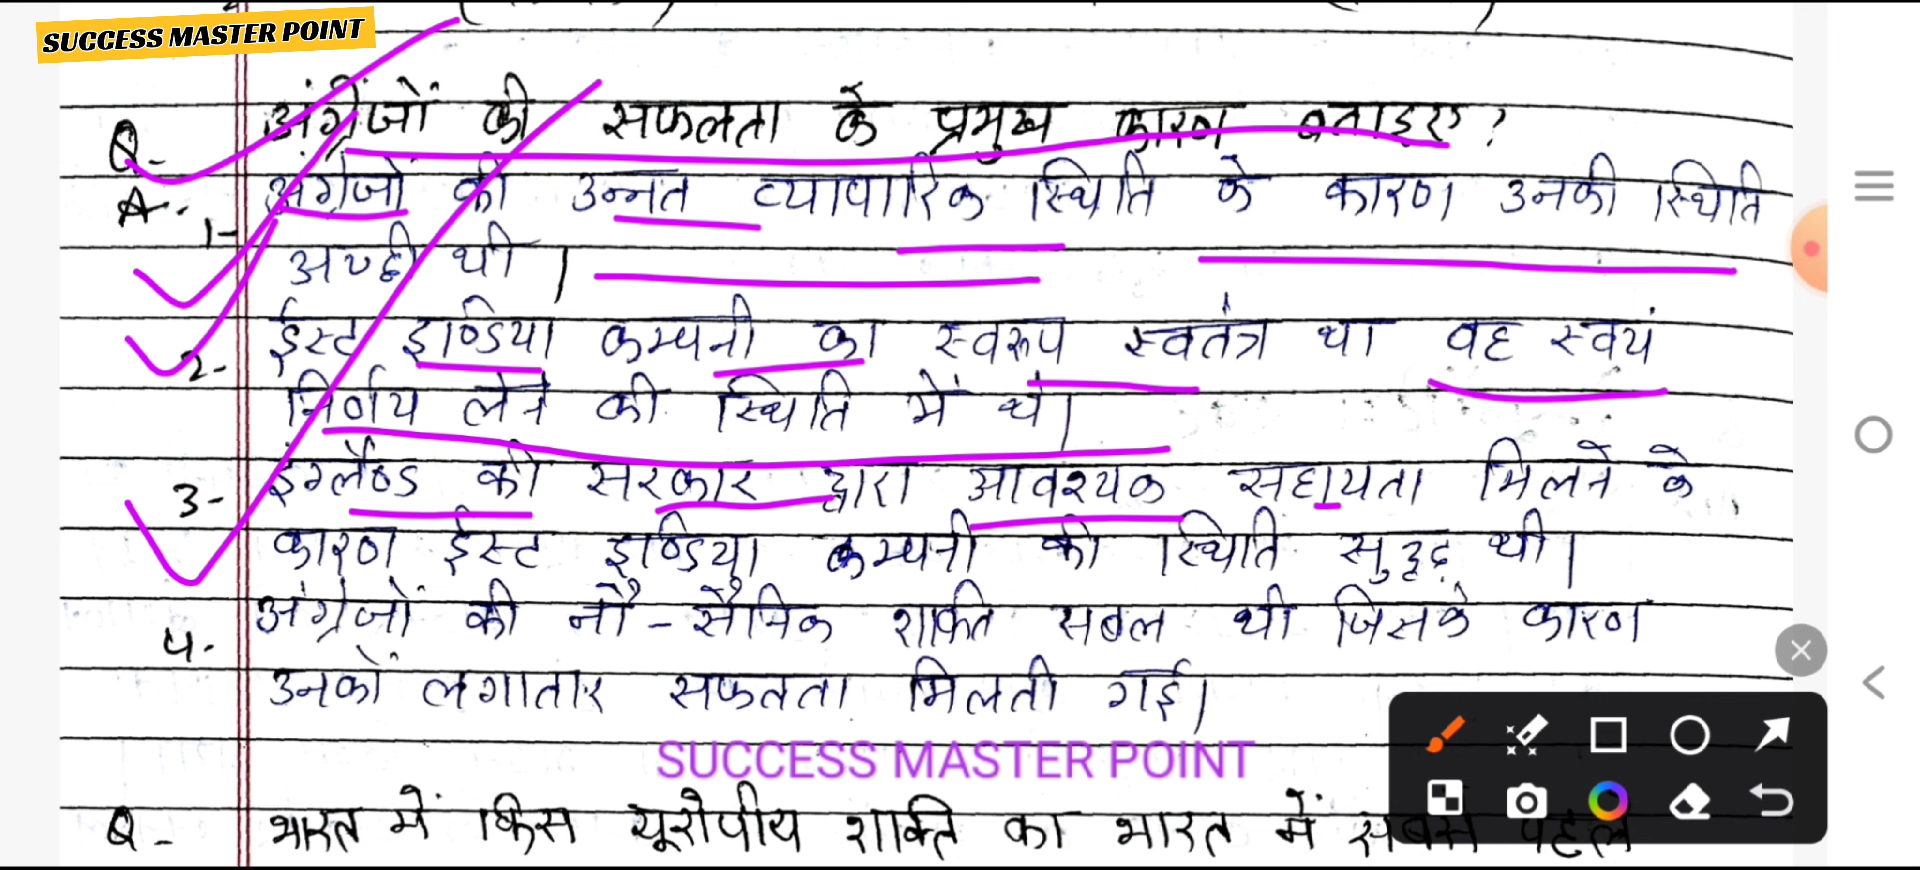 SUCCESS MASTER POINT
Q- अंग्रेजों की सफलता के प्रमुख कारण बताइए?
A- 1- अंग्रेजों की उन्नत व्यापारिक स्थिति के कारण उनकी स्थिति
अच्छी थी।
2- ईस्ट इण्डिया कम्पनी का स्वरूप स्वतंत्र था वह स्वयं
निर्णय लेने की स्थिति में थे।
3- इंग्लैण्ड की सरकार द्वारा आवश्यक सहायता मिलने के
कारण ईस्ट इण्डिया कम्पनी की स्थिति सुदृढ़ थी।
4. अंग्रेजों की नौ-सैनिक शक्ति सबल थी जिसके कारण
उनको लगातार सफलता मिलती गई।
SUCCESS MASTER POINT
Q- भारत में किस यूरोपीय शक्ति का भारत में